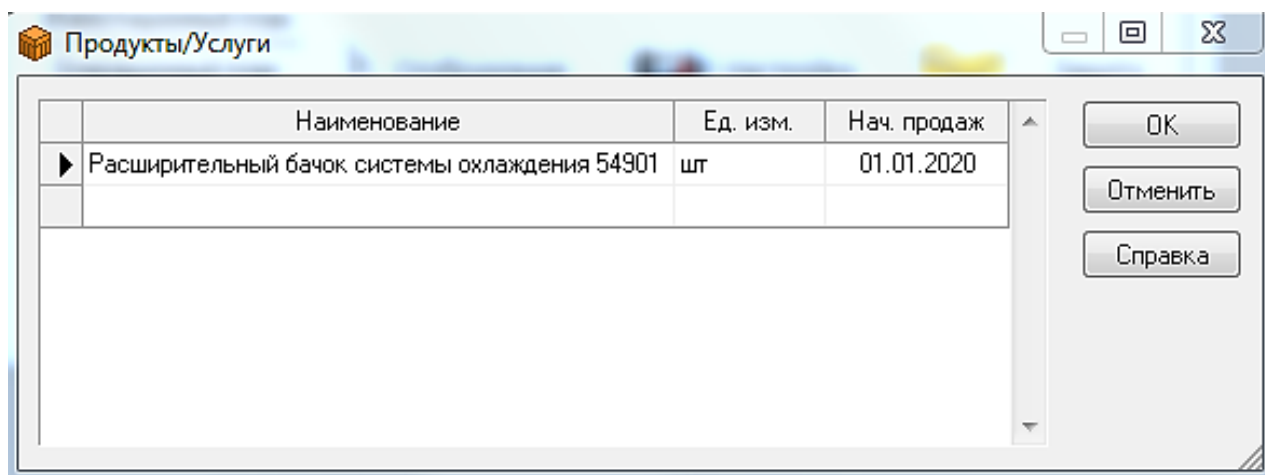 Продукты/Услуги
Наименование Ед. изм. Нач. продаж
Расширительный бачок системы охлаждения 54901 шт 01.01.2020
OK
Отменить
Справка